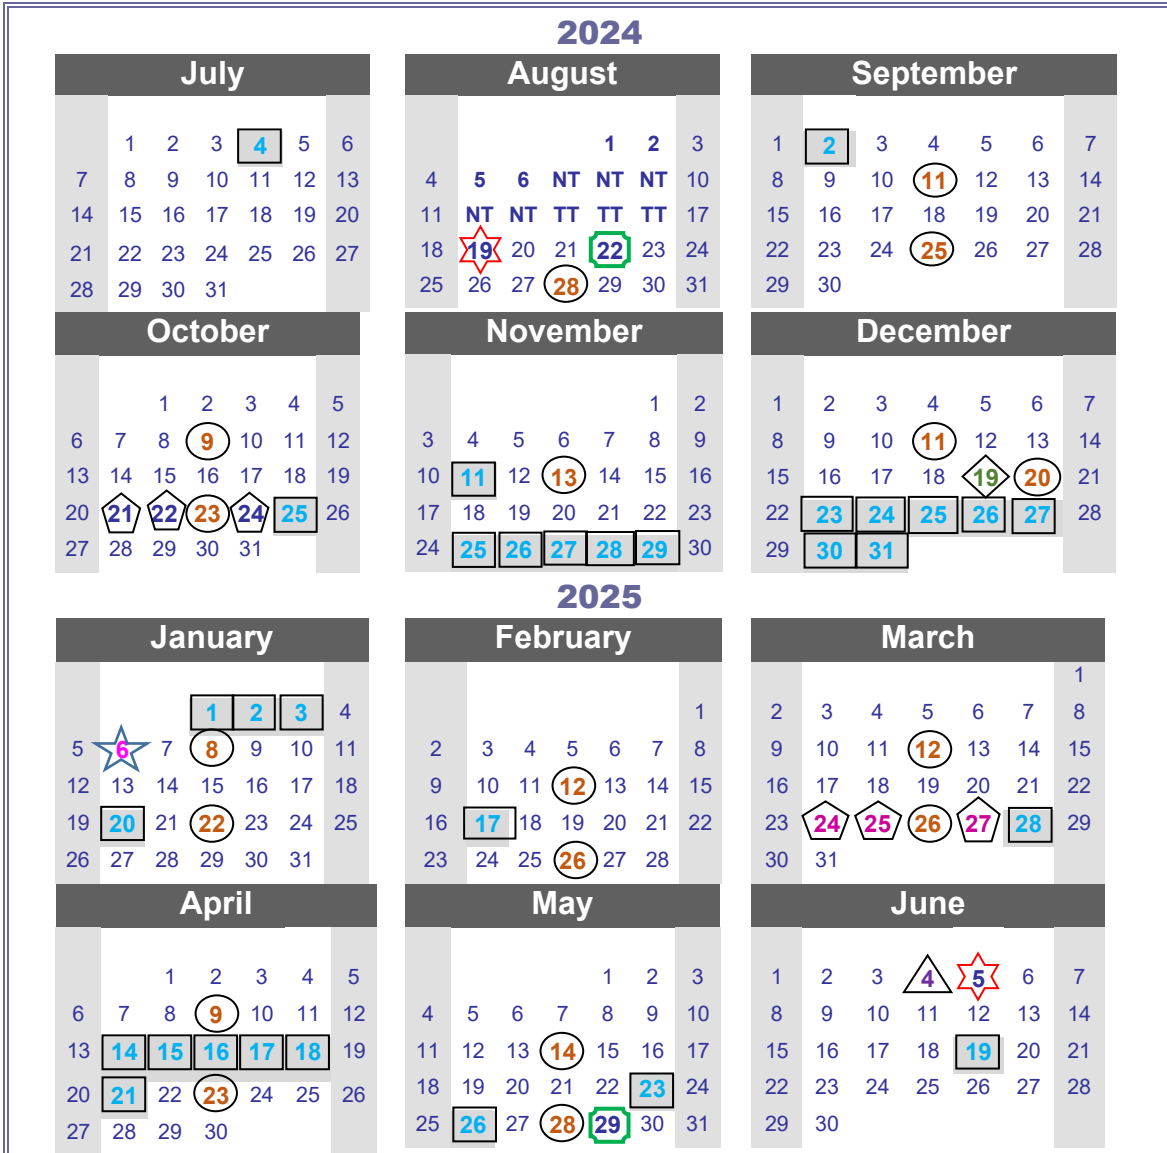 2024
July August September
1 2 3 4 5 6
7 8 9 10 11 12 13
14 15 16 17 18 19 20
21 22 23 24 25 26 27
28 29 30 31
1 2 3
4 5 6 NT NT NT 10
11 NT NT TT TT TT 17
18 19 20 21 22 23 24
25 26 27 28 29 30 31
1 2 3 4 5 6 7
8 9 10 11 12 13 14
15 16 17 18 19 20 21
22 23 24 25 26 27 28
29 30
October November December
1 2 3 4 5
6 7 8 9 10 11 12
13 14 15 16 17 18 19
20 21 22 23 24 25 26
27 28 29 30 31
1 2
3 4 5 6 7 8 9
10 11 12 13 14 15 16
17 18 19 20 21 22 23
24 25 26 27 28 29 30
1 2 3 4 5 6 7
8 9 10 11 12 13 14
15 16 17 18 19 20 21
22 23 24 25 26 27 28
29 30 31
2025
January February March
1 2 3 4
5 6 7 8 9 10 11
12 13 14 15 16 17 18
19 20 21 22 23 24 25
26 27 28 29 30 31
1
2 3 4 5 6 7 8
9 10 11 12 13 14 15
16 17 18 19 20 21 22
23 24 25 26 27 28
1
2 3 4 5 6 7 8
9 10 11 12 13 14 15
16 17 18 19 20 21 22
23 24 25 26 27 28 29
30 31
April May June
1 2 3 4 5
6 7 8 9 10 11 12
13 14 15 16 17 18 19
20 21 22 23 24 25 26
27 28 29 30
1 2 3
4 5 6 7 8 9 10
11 12 13 14 15 16 17
18 19 20 21 22 23 24
25 26 27 28 29 30 31
1 2 3 4 5 6 7
8 9 10 11 12 13 14
15 16 17 18 19 20 21
22 23 24 25 26 27 28
29 30